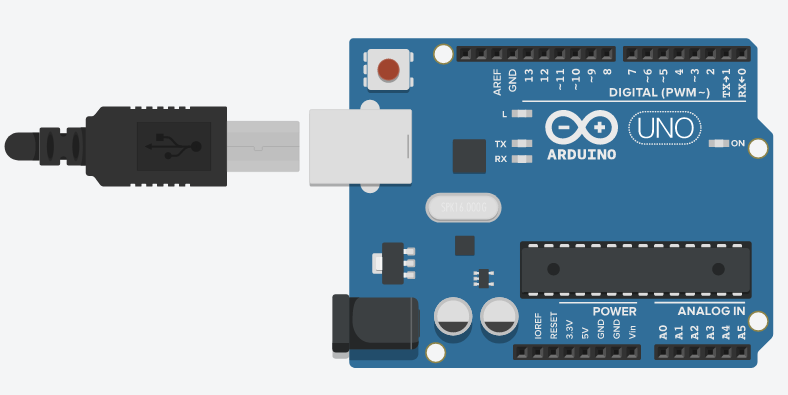 AREF
GND
13
12
~11
~10
~9
8
7
~6
~5
4
~3
2
TX→1
RX←0
DIGITAL (PWM ~)
L
TX
RX
ARDUINO
UNO
ON
POWER
ANALOG IN
IOREF
RESET
3.3V
5V
GND
GND
Vin
A0
A1
A2
A3
A4
A5